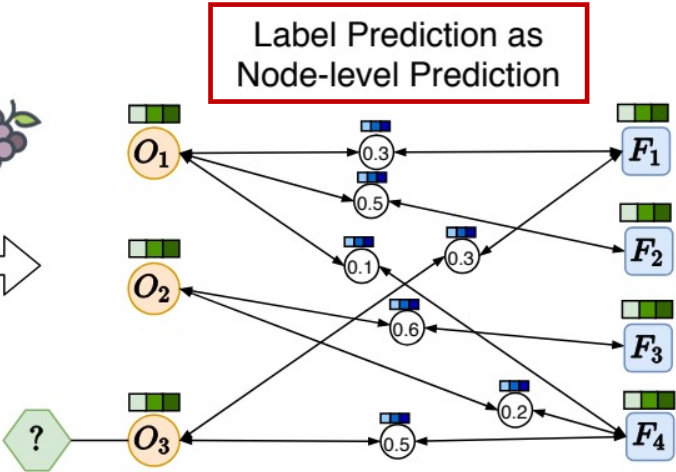 Label Prediction as
Node-level Prediction
O₁ 0.3 F₁
0.5
F₂
0.1 0.3
O₂
0.6
F₃
0.2
? O₃ 0.5 F₄